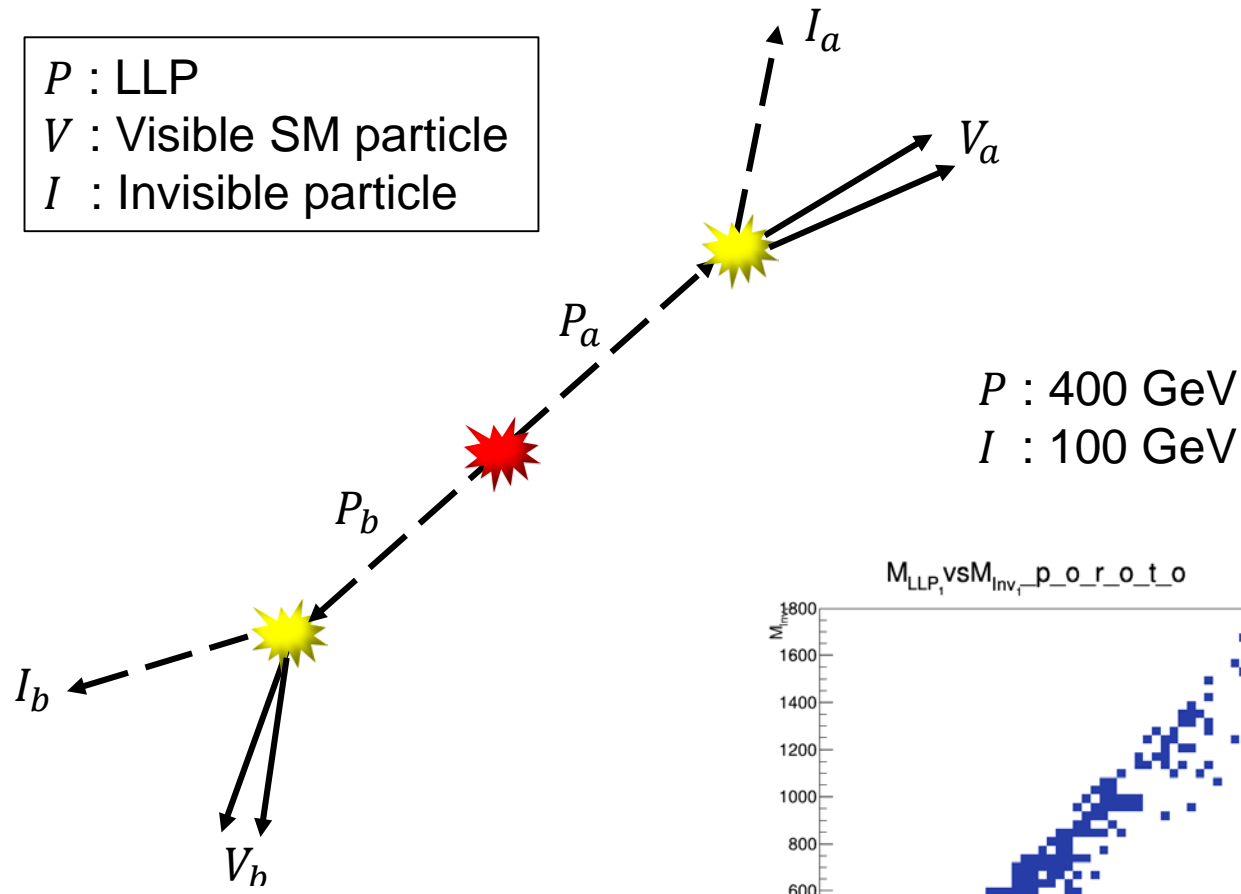 P : LLP
V : Visible SM particle
I : Invisible particle
I_a
V_a
P_a
P : 400 GeV
I : 100 GeV
P_b
I_b
V_b
M_LLP₁vsM_Inv₁_p_o_r_o_t_o
1800
1600
1400
1200
1000
800
600